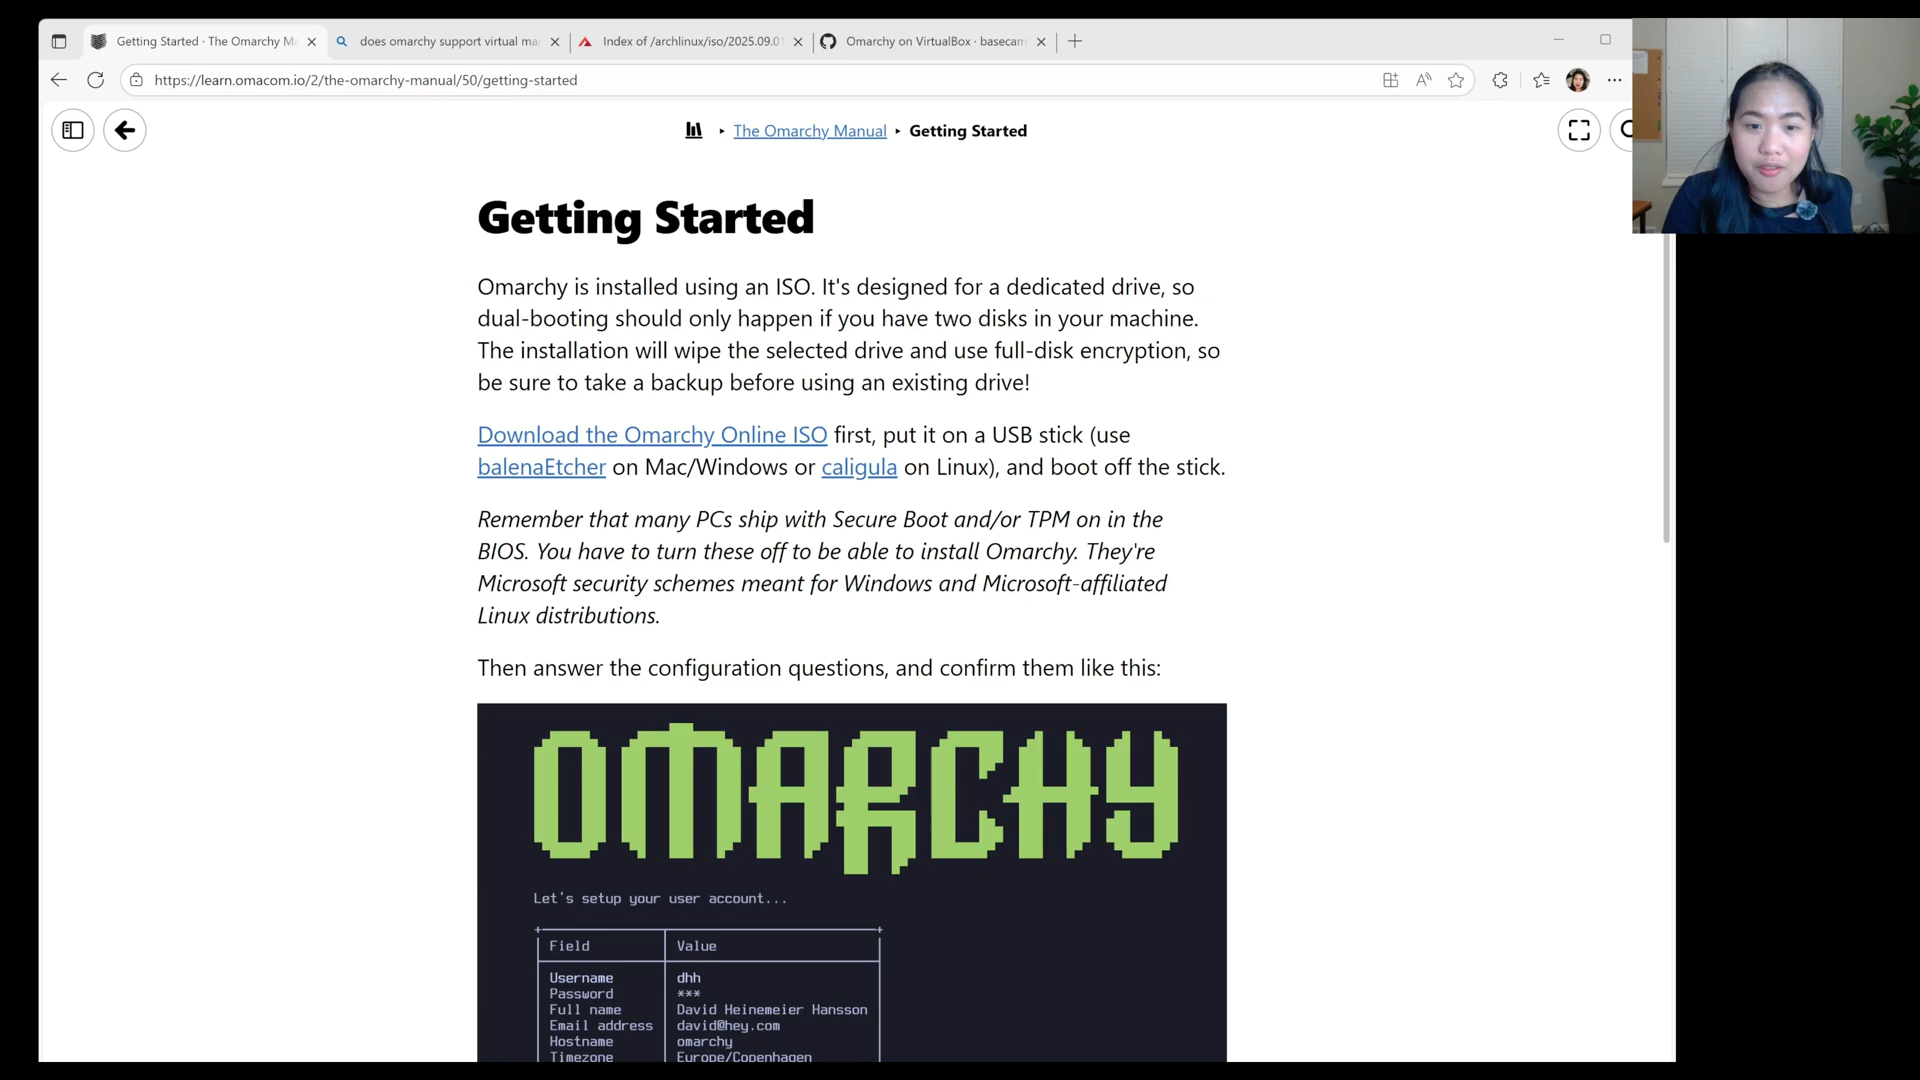 Getting Started · The Omarchy Ma
does omarchy support virtual mac
Index of /archlinux/iso/2025.09.01
Omarchy on VirtualBox · basecam
https://learn.omacom.io/2/the-omarchy-manual/50/getting-started
The Omarchy Manual ▸ Getting Started
Getting Started
Omarchy is installed using an ISO. It's designed for a dedicated drive, so
dual-booting should only happen if you have two disks in your machine.
The installation will wipe the selected drive and use full-disk encryption, so
be sure to take a backup before using an existing drive!
Download the Omarchy Online ISO first, put it on a USB stick (use
balenaEtcher on Mac/Windows or caligula on Linux), and boot off the stick.
Remember that many PCs ship with Secure Boot and/or TPM on in the
BIOS. You have to turn these off to be able to install Omarchy. They're
Microsoft security schemes meant for Windows and Microsoft-affiliated
Linux distributions.
Then answer the configuration questions, and confirm them like this:
OMARCHY
Let's setup your user account...
Field Value
Username dhh
Password ***
Full name David Heinemeier Hansson
Email address david@hey.com
Hostname omarchy
Timezone Europe/Copenhagen